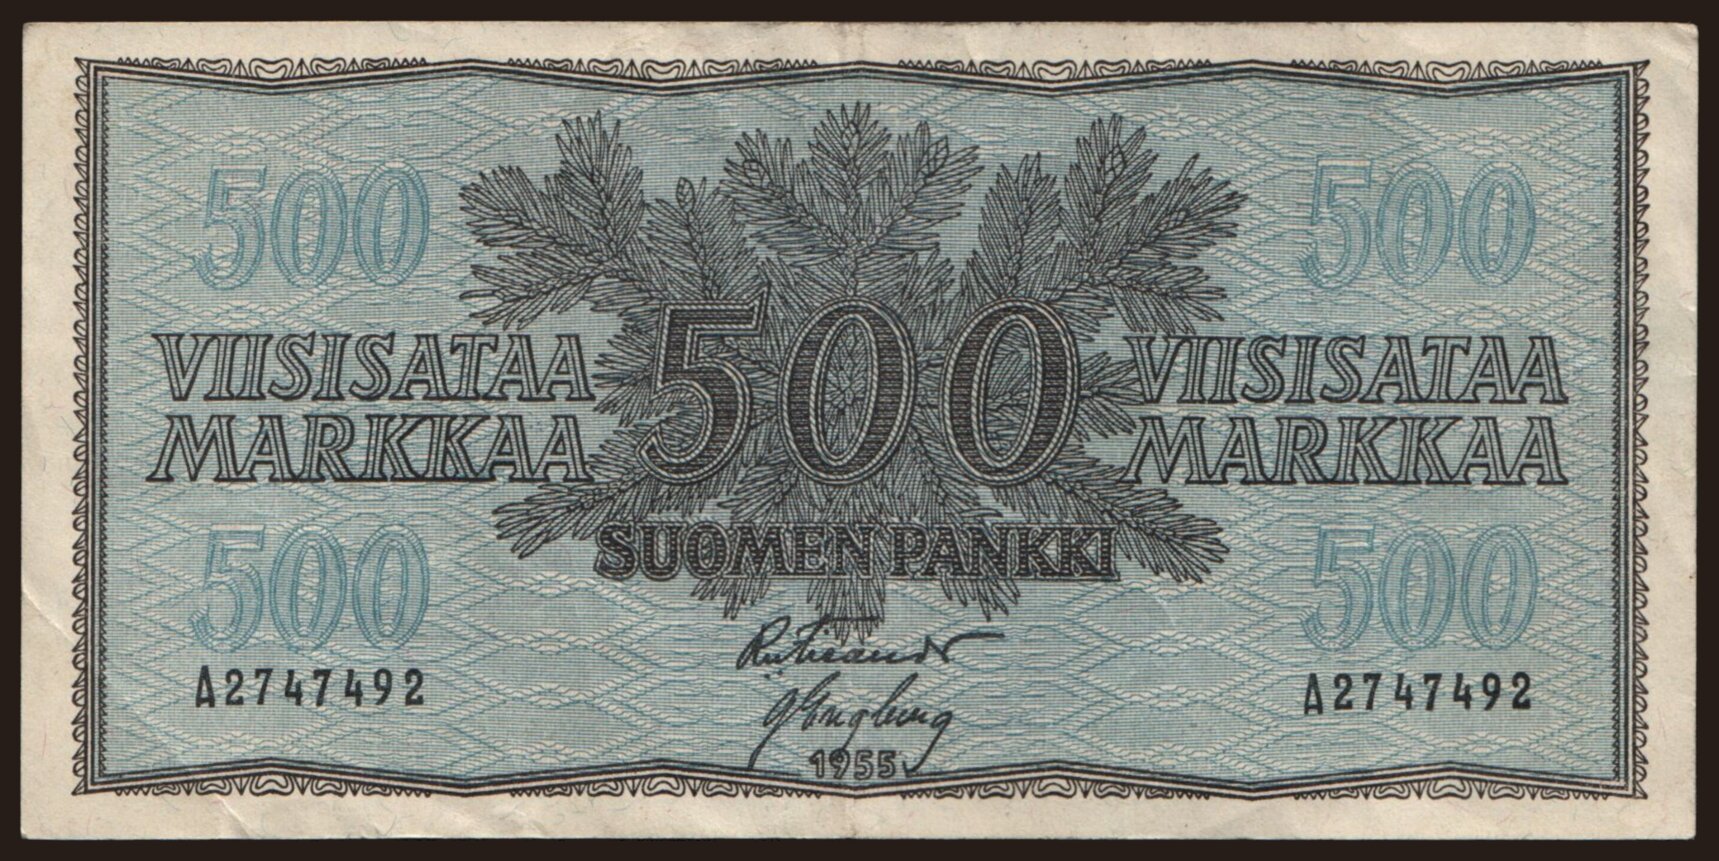 500 500
VIISISATAA 500 VIISISATAA
MARKKAA MARKKAA
SUOMEN PANKKI
500 500
A2747492 A2747492
1955